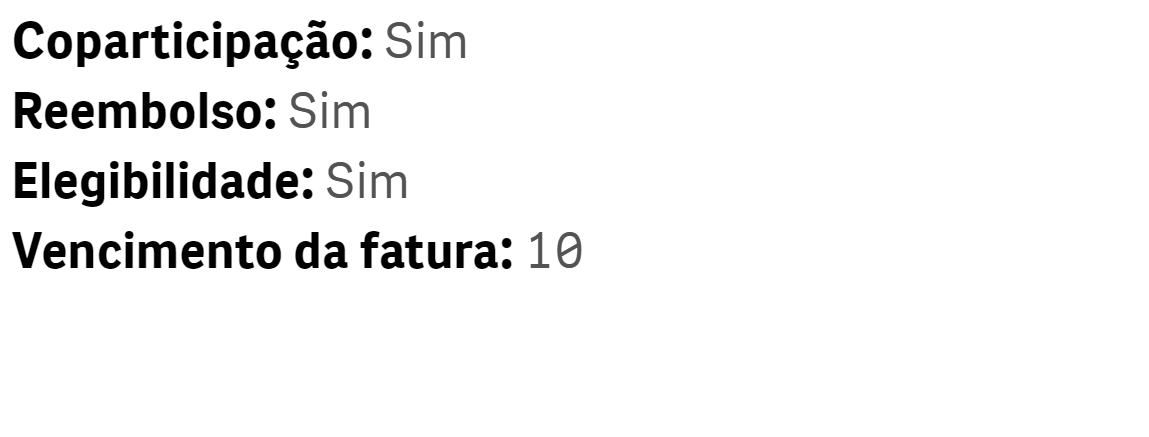 Coparticipação: Sim
Reembolso: Sim
Elegibilidade: Sim
Vencimento da fatura: 10